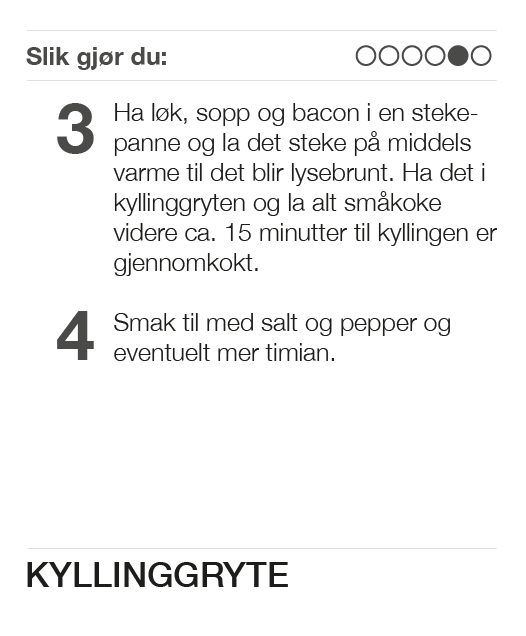 Slik gjør du:
3 Ha løk, sopp og bacon i en steke-
panne og la det steke på middels
varme til det blir lysebrunt. Ha det i
kyllinggryten og la alt småkoke
videre ca. 15 minutter til kyllingen er
gjennomkokt.
4 Smak til med salt og pepper og
eventuelt mer timian.
KYLLINGGRYTE